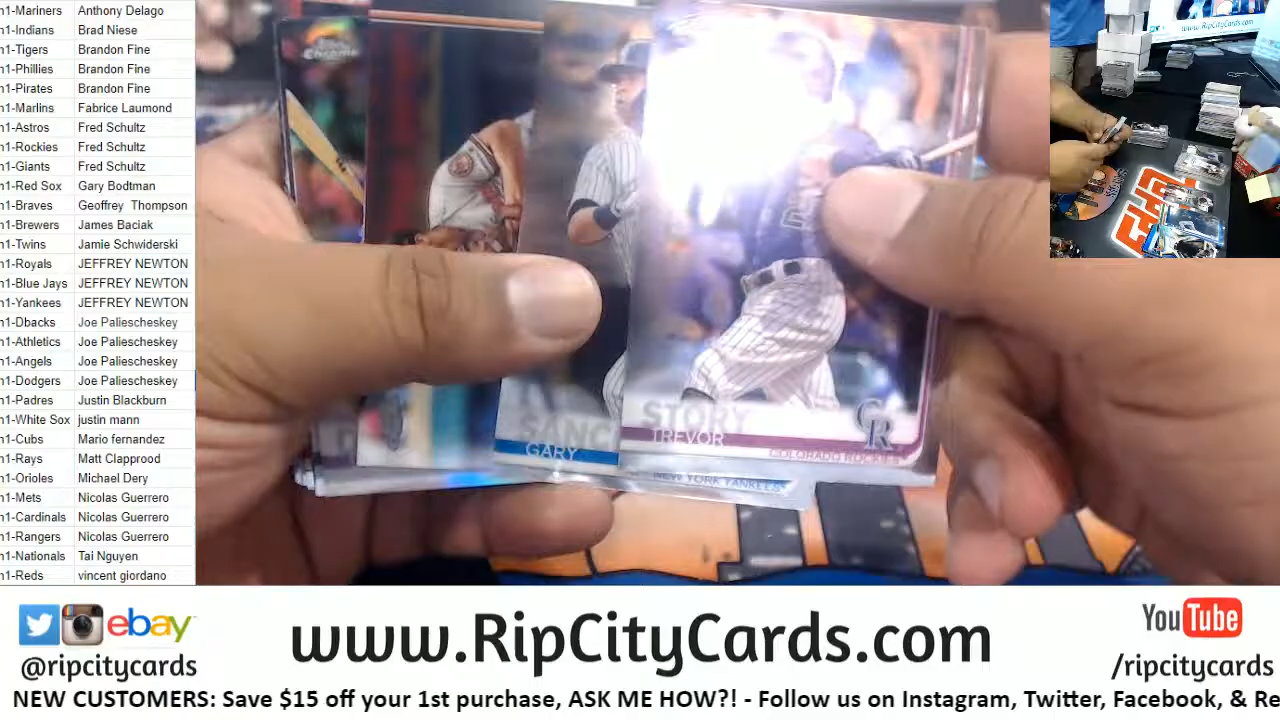 n1-Mariners Anthony Delago
n1-Indians Brad Niese
n1-Tigers Brandon Fine
n1-Phillies Brandon Fine
n1-Pirates Brandon Fine
n1-Marlins Fabrice Laumond
n1-Astros Fred Schultz
n1-Rockies Fred Schultz
n1-Giants Fred Schultz
n1-Red Sox Gary Bodtman
n1-Braves Geoffrey Thompson
n1-Brewers James Baciak
n1-Twins Jamie Schwiderski
n1-Royals JEFFREY NEWTON
n1-Blue Jays JEFFREY NEWTON
n1-Yankees JEFFREY NEWTON
n1-Dbacks Joe Paliescheskey
n1-Athletics Joe Paliescheskey
n1-Angels Joe Paliescheskey
n1-Dodgers Joe Paliescheskey
n1-Padres Justin Blackburn
n1-White Sox justin mann
n1-Cubs Mario fernandez
n1-Rays Matt Clapprood
n1-Orioles Michael Dery
n1-Mets Nicolas Guerrero
n1-Cardinals Nicolas Guerrero
n1-Rangers Nicolas Guerrero
n1-Nationals Tai Nguyen
n1-Reds vincent giordano
Chrome
SANC
GARY
STORY
TREVOR
CR
COLORADO ROCKIES
NEW YORK YANKEES
www.RipCityCards.com
ebay
@ripcitycards
www.RipCityCards.com
YouTube
/ripcitycards
NEW CUSTOMERS: Save $15 off your 1st purchase, ASK ME HOW?! - Follow us on Instagram, Twitter, Facebook, & Re